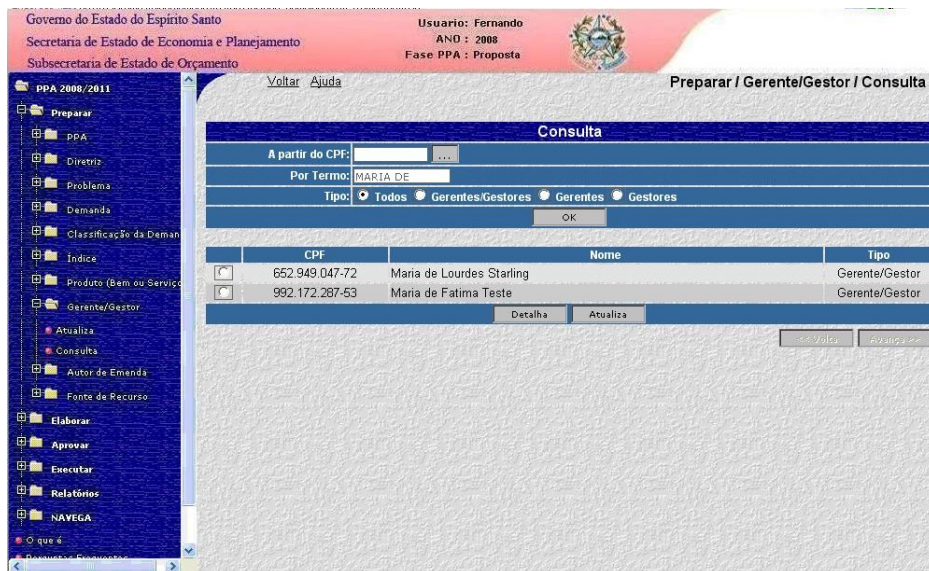 Governo do Estado do Espírito Santo
Secretaria de Estado de Economia e Planejamento
Subsecretaria de Estado de Orçamento
Usuario: Fernando
ANO : 2008
Fase PPA : Proposta
Voltar Ajuda
Preparar / Gerente/Gestor / Consulta
PPA 2008/2011
Preparar
PPA
Diretriz
Problema
Demanda
Classificação da Deman
Índice
Produto (Bem ou Serviço
Gerente/Gestor
Atualiza
Consulta
Autor de Emenda
Fonte de Recurso
Elaborar
Aprovar
Executar
Relatórios
NAVEGA
O que é
Perguntas Frequentes
Consulta
A partir do CPF: ...
Por Termo: MARIA DE
Tipo: Todos Gerentes/Gestores Gerentes Gestores
OK
CPF Nome Tipo
652.949.047-72 Maria de Lourdes Starling Gerente/Gestor
992.172.287-53 Maria de Fatima Teste Gerente/Gestor
Detalha Atualiza
<< Volta Avança >>